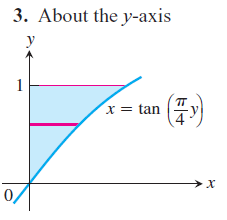 3. About the y-axis
y
1
x = tan (π/4 y)
x
0